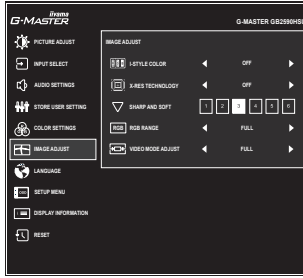 iiyama
G-MASTER
G-MASTER GB2590HSU
PICTURE ADJUST
INPUT SELECT
AUDIO SETTINGS
STORE USER SETTING
COLOR SETTINGS
IMAGE ADJUST
LANGUAGE
SETUP MENU
DISPLAY INFORMATION
RESET
IMAGE ADJUST
I-STYLE COLOR OFF
X-RES TECHNOLOGY OFF
SHARP AND SOFT 1 2 3 4 5 6
RGB RGB RANGE FULL
VIDEO MODE ADJUST FULL
OSD